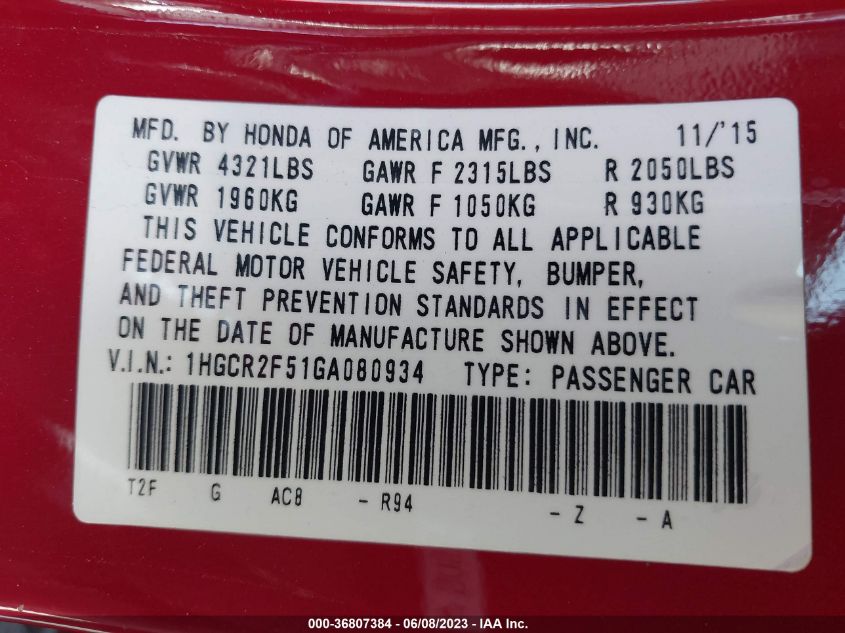 MFD. BY HONDA OF AMERICA MFG., INC. 11/'15
GVWR 4321LBS GAWR F 2315LBS R 2050LBS
GVWR 1960KG GAWR F 1050KG R 930KG
THIS VEHICLE CONFORMS TO ALL APPLICABLE
FEDERAL MOTOR VEHICLE SAFETY, BUMPER,
AND THEFT PREVENTION STANDARDS IN EFFECT
ON THE DATE OF MANUFACTURE SHOWN ABOVE.
V.I.N.: 1HGCR2F51GA080934 TYPE: PASSENGER CAR
T2F G AC8 - R94 - Z - A
000-36807384 - 06/08/2023 - IAA Inc.